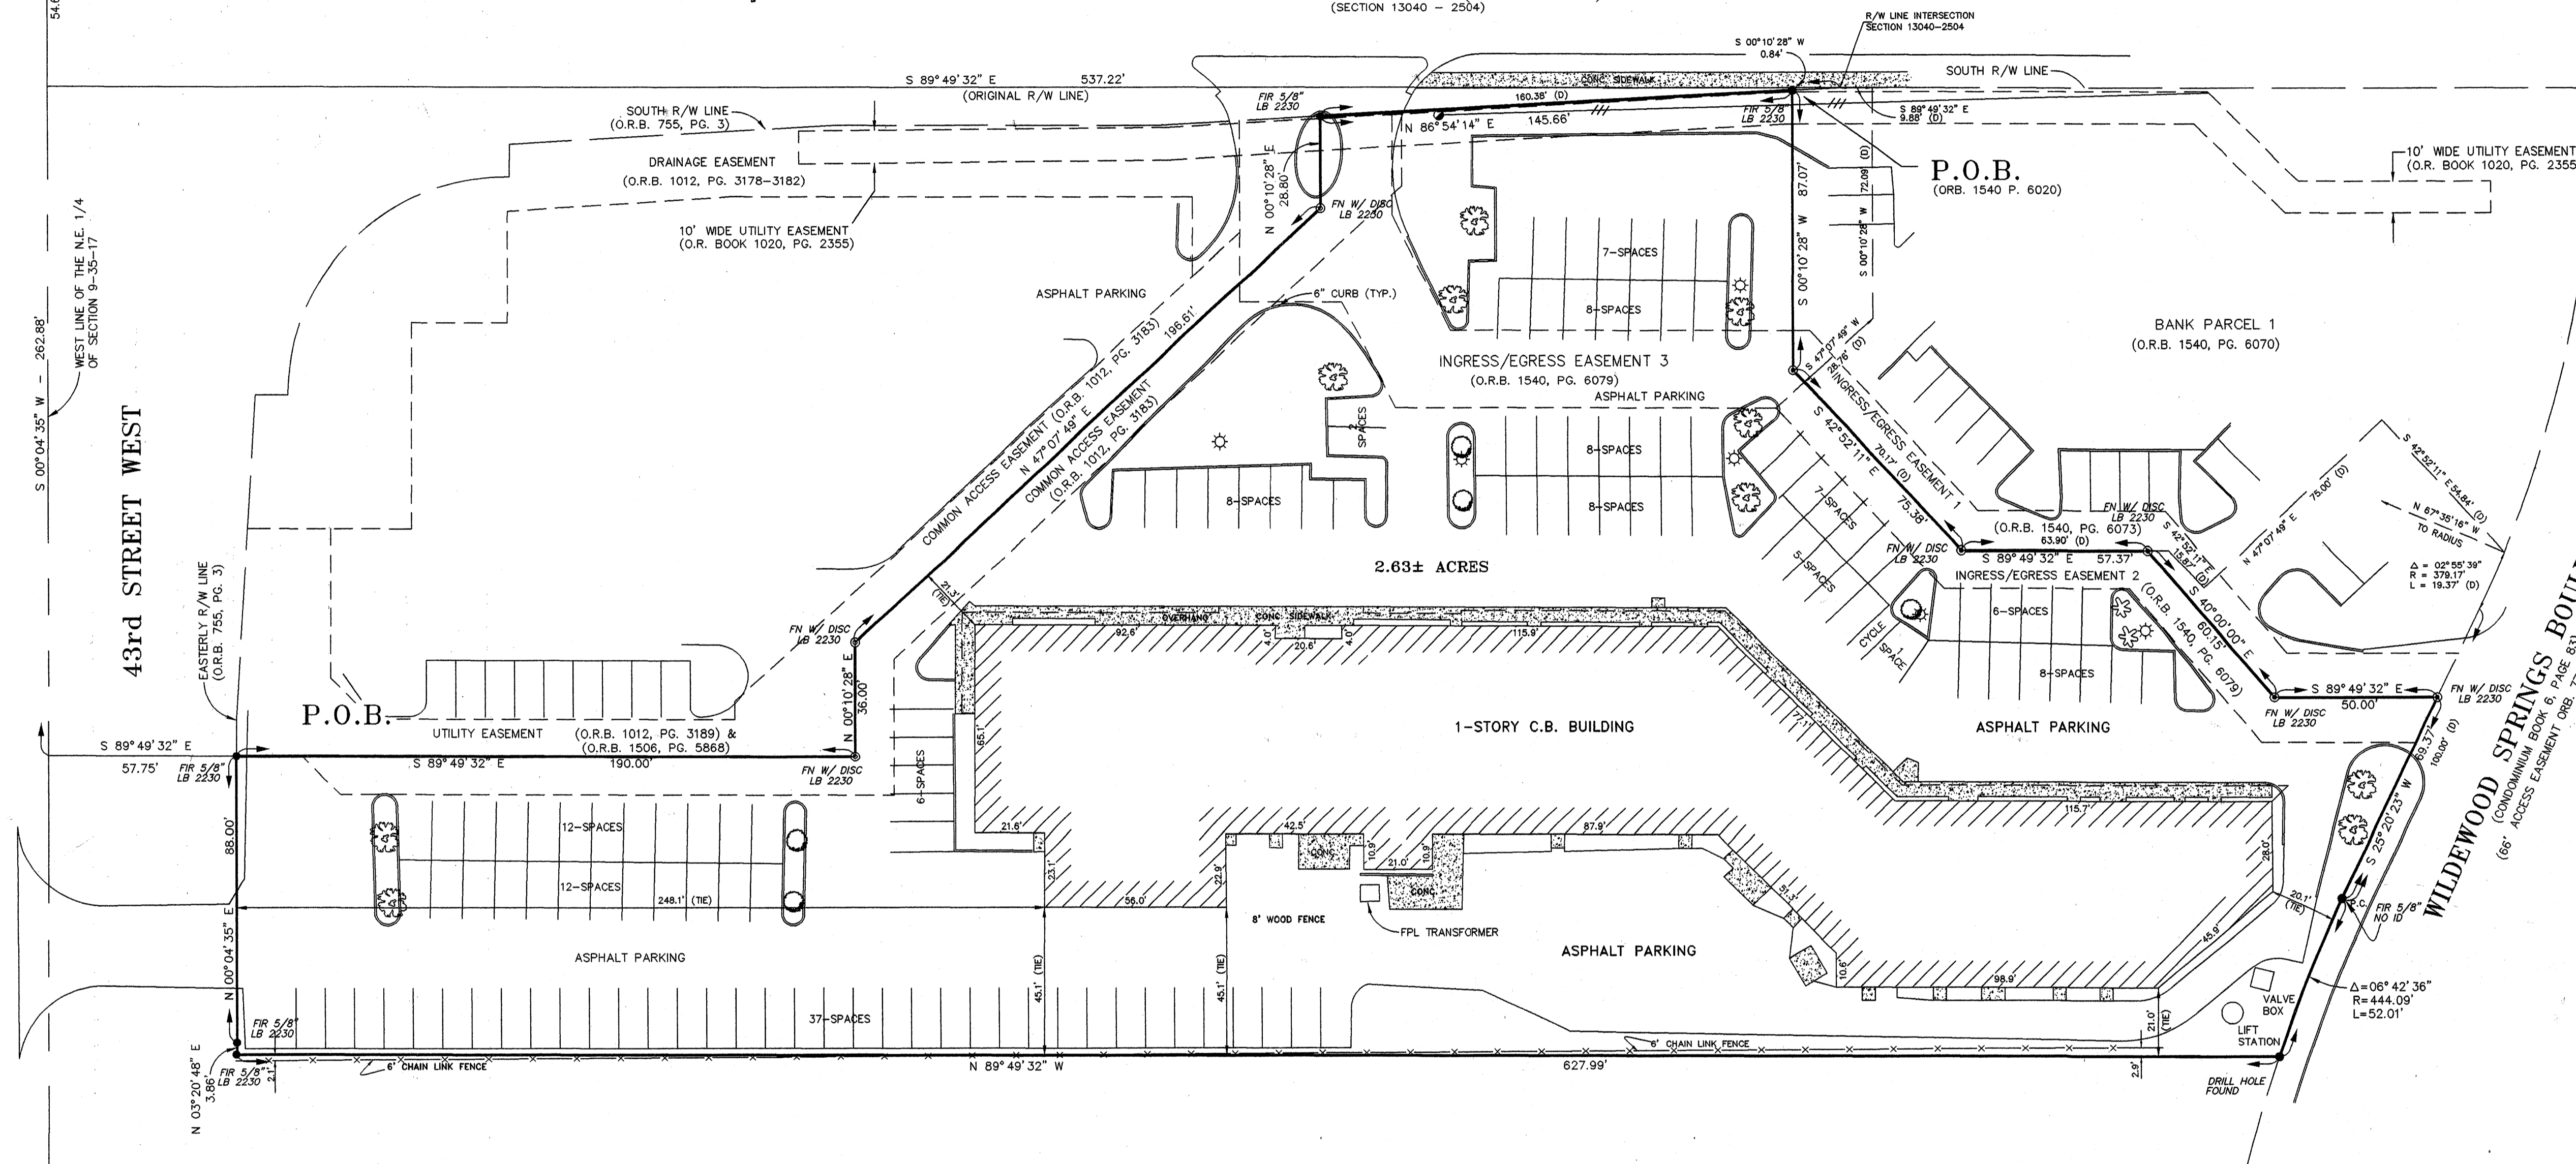 (SECTION 13040 - 2504)
R/W LINE INTERSECTION
SECTION 13040-2504
S 00°10'28" W
0.84'
S 89°49'32" E 537.22'
(ORIGINAL R/W LINE)
SOUTH R/W LINE
CONC. SIDEWALK
SOUTH R/W LINE
(O.R.B. 755, PG. 3)
FIR 5/8"
LB 2230
160.38' (D)
N 86°54'14" E 145.66'
FIR 5/8"
LB 2230
S 89°49'32" E
9.88' (D)
DRAINAGE EASEMENT
(O.R.B. 1012, PG. 3178-3182)
10' WIDE UTILITY EASEMENT
(O.R. BOOK 1020, PG. 2355)
N 00°10'28" E
28.80'
FN W/ DISC
LB 2230
P.O.B.
(ORB. 1540 P. 6020)
10' WIDE UTILITY EASEMENT
(O.R. BOOK 1020, PG. 2355
S 00°10'28" W 87.07'
S 00°10'28" W 72.09' (D)
WEST LINE OF THE N.E. 1/4
OF SECTION 9-35-17
S 00°04'35" W - 262.88'
43rd STREET WEST
EASTERLY R/W LINE
(O.R.B. 755, PG. 3)
ASPHALT PARKING
6" CURB (TYP.)
7-SPACES
8-SPACES
INGRESS/EGRESS EASEMENT 3
(O.R.B. 1540, PG. 6079)
ASPHALT PARKING
BANK PARCEL 1
(O.R.B. 1540, PG. 6070)
COMMON ACCESS EASEMENT (O.R.B. 1012, PG. 3183)
N 47°07'49" E 196.61'
COMMON ACCESS EASEMENT
(O.R.B. 1012, PG. 3183)
S 47°07'49" W
INGRESS/EGRESS EASEMENT 1
S 42°52'11" E 75.38'
70.17' (D)
2
SPACES
8-SPACES
8-SPACES
8-SPACES
7-SPACES
5-SPACES
FN W/ DISC
LB 2230
(O.R.B. 1540, PG. 6073)
63.90' (D)
S 89°49'32" E 57.37'
FN W/ DISC
LB 2230
S 42°52'11" E
15.87' (D)
N 47°07'49" E
75.00' (D)
S 42°52'11" E 54.84' (D)
N 67°35'16" W
TO RADIUS
Δ = 02°55'39"
R = 379.17'
L = 19.37' (D)
2.63± ACRES
INGRESS/EGRESS EASEMENT 2
(O.R.B. 1540, PG. 6079)
S 40°00'00" E
60.15'
6-SPACES
8-SPACES
1
CYCLE SPACE
21.3'
(TIE)
FN W/ DISC
LB 2230
OVERHANG
CONC. SIDEWALK
92.6'
4.0'
20.6'
4.0'
115.9'
N 00°10'28" E
36.00'
65.1'
77.1'
1-STORY C.B. BUILDING
ASPHALT PARKING
S 89°49'32" E
50.00'
FN W/ DISC
LB 2230
FN W/ DISC
LB 2230
69.37'
100.00' (D)
S 25°20'23" W
WILDEWOOD SPRINGS
(CONDOMINIUM BOOK 6, PAGE 83)
(66' ACCESS EASEMENT ORB.
P.O.B.
UTILITY EASEMENT (O.R.B. 1012, PG. 3189) &
(O.R.B. 1506, PG. 5868)
S 89°49'32" E
57.75'
FIR 5/8"
LB 2230
S 89°49'32" E 190.00'
FN W/ DISC
LB 2230
6-SPACES
88.00'
N 00°04'35" E
12-SPACES
12-SPACES
248.1' (TIE)
21.6'
23.1'
56.0'
22.9'
42.5'
CONC.
10.9'
21.0'
10.9'
CONC.
87.9'
51.3'
115.7'
28.0'
20.1'
(TIE)
P.C.
FIR 5/8"
NO ID
8' WOOD FENCE
FPL TRANSFORMER
ASPHALT PARKING
ASPHALT PARKING
45.1' (TIE)
45.1' (TIE)
10.6'
98.9'
45.9'
21.0'
(TIE)
VALVE
BOX
LIFT
STATION
Δ=06°42'36"
R=444.09'
L=52.01'
37-SPACES
FIR 5/8"
LB 2230
N 03°20'48" E
3.86'
FIR 5/8"
LB 2230
2.1'
6' CHAIN LINK FENCE
N 89°49'32" W 627.99'
6' CHAIN LINK FENCE
2.9'
DRILL HOLE
FOUND